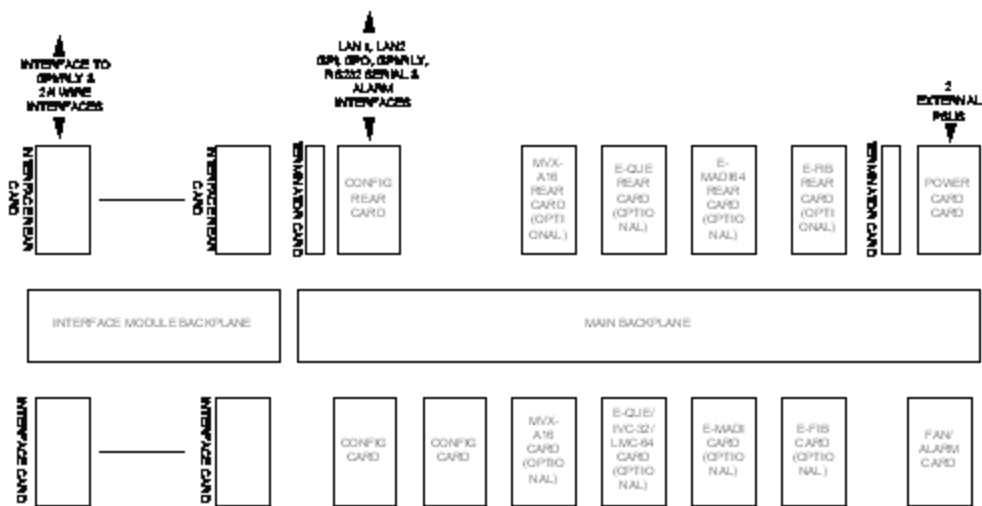 INTERFACE TO
GPI/RLY &
2/4 WIRE
INTERFACES
LAN 1, LAN2
GPI, GPO, GPI/RLY,
RS232 SERIAL &
ALARM
INTERFACES
2
EXTERNAL
PSUS
INTERFACE REAR
CARD
INTERFACE REAR
CARD
TERMINATOR CARD
CONFIG
REAR
CARD
MVX-
A16
REAR
CARD
(OPTI
ONAL)
E-QUE
REAR
CARD
(OPTIO
NAL)
E-
MADI64
REAR
CARD
(OPTIO
NAL)
E-FIB
REAR
CARD
(OPTI
ONAL)
TERMINATOR CARD
POWER
CARD
CARD
INTERFACE MODULE BACKPLANE
MAIN BACKPLANE
INTERFACE CARD
INTERFACE CARD
CONFIG
CARD
CONFIG
CARD
MVX-
A16
CARD
(OPTIO
NAL)
E-QUE/
IVC-32/
LMC-64
CARD
(OPTIO
NAL)
E-MADI
CARD
(OPTIO
NAL)
E-FIB
CARD
(OPTIO
NAL)
FAN/
ALARM
CARD